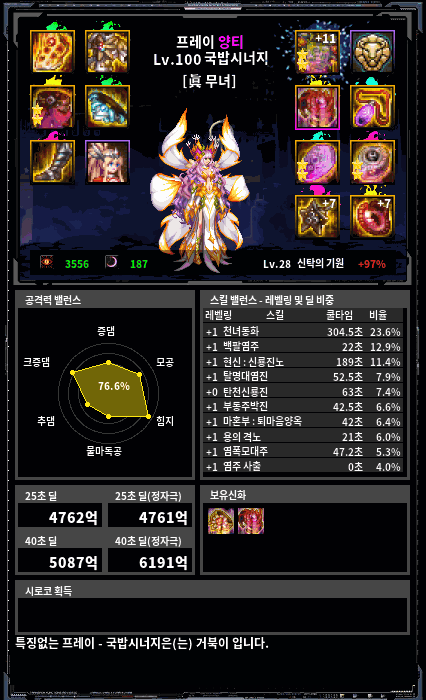 프레이 양티
Lv.100 국밥시너지
[眞 무녀]
+11
+7
+7
3556
187
Lv.28 신탁의 기원 +97%
공격력 밸런스
증댐
크증댐
모공
76.6%
추댐
힘지
물마독공
스킬 밸런스 - 레벨링 및 딜 비중
레벨링 스킬 쿨타임 비율
+1 천녀동화 304.5초 23.6%
+1 백팔염주 22초 12.9%
+1 현신 : 신룡진노 189초 11.4%
+1 탈명대염진 52.5초 7.9%
+0 탄천신룡진 63초 7.4%
+1 부동주박진 42.5초 6.6%
+1 마혼부 : 퇴마음양옥 42초 6.4%
+1 용의 격노 21초 6.0%
+1 염폭모대주 47.2초 5.3%
+1 염주 사출 0초 4.0%
25초 딜 25초 딜(정자극)
4762억 4761억
40초 딜 40초 딜(정자극)
5087억 6191억
보유신화
시로코 획득
특징없는 프레이 - 국밥시너지은(는) 거북이 입니다.